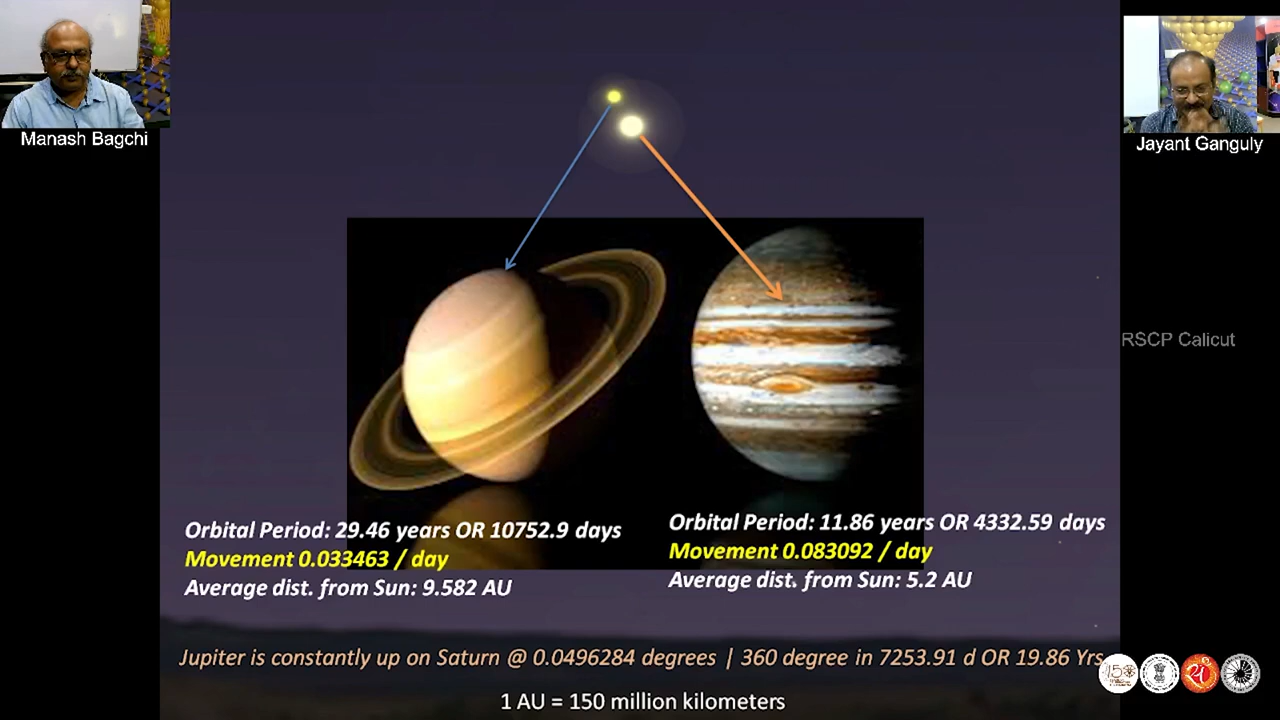 Manash Bagchi
Jayant Ganguly
RSCP Calicut
Orbital Period: 29.46 years OR 10752.9 days
Movement 0.033463 / day
Average dist. from Sun: 9.582 AU
Orbital Period: 11.86 years OR 4332.59 days
Movement 0.083092 / day
Average dist. from Sun: 5.2 AU
Jupiter is constantly up on Saturn @ 0.0496284 degrees | 360 degree in 7253.91 d OR 19.86 Yrs
1 AU = 150 million kilometers